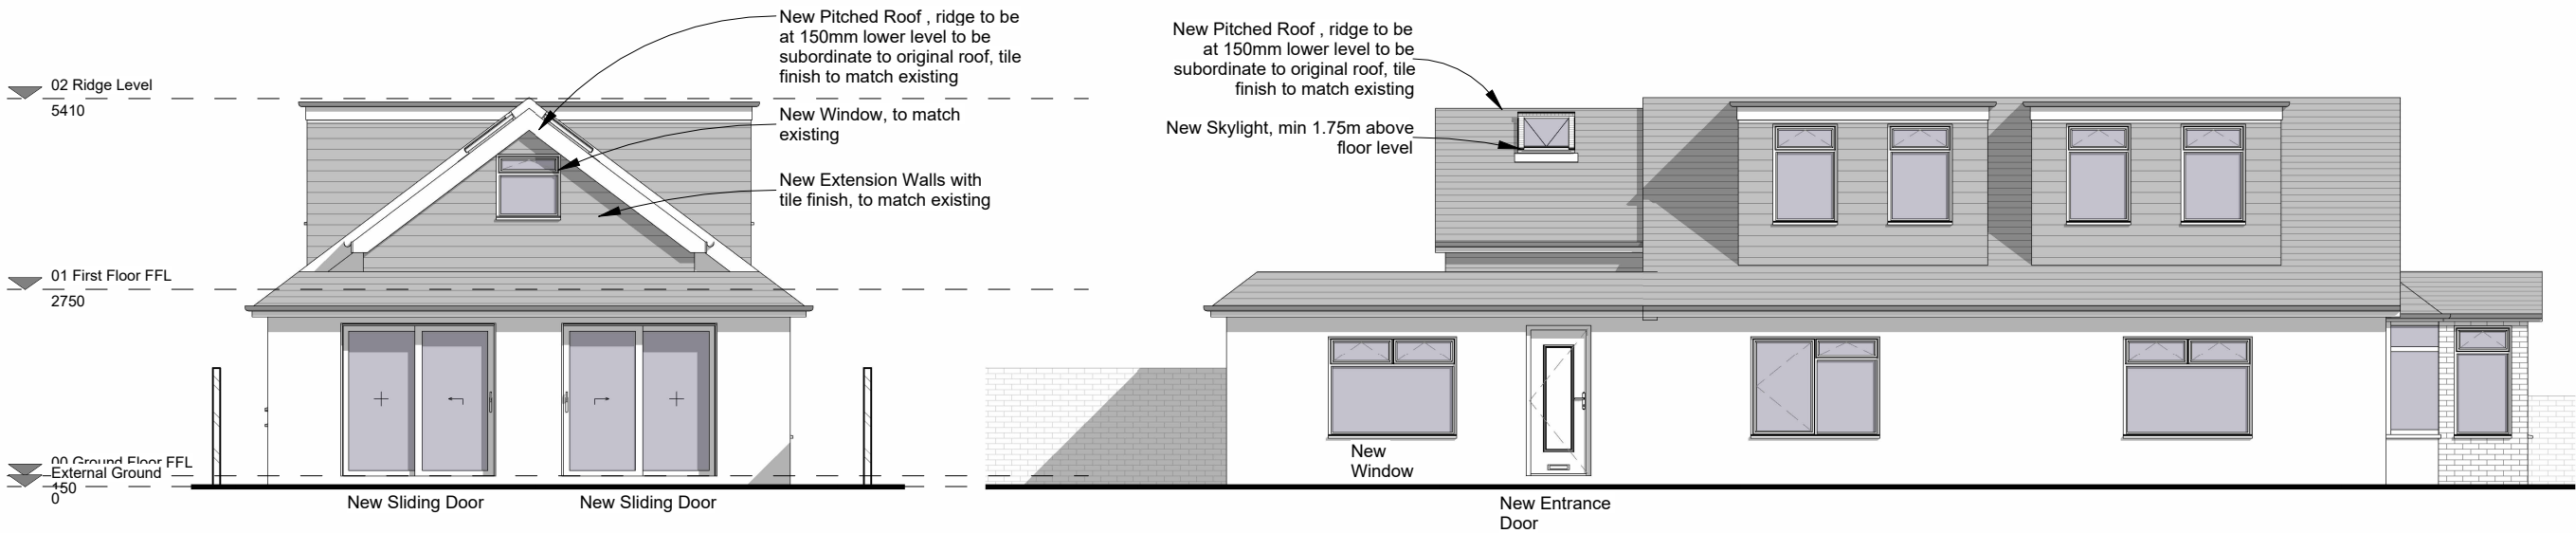 New Pitched Roof , ridge to be
at 150mm lower level to be
subordinate to original roof, tile
finish to match existing
02 Ridge Level
5410
New Window, to match
existing
New Extension Walls with
tile finish, to match existing
01 First Floor FFL
2750
00 Ground Floor FFL
External Ground
150
0
New Sliding Door
New Sliding Door
New Pitched Roof , ridge to be
at 150mm lower level to be
subordinate to original roof, tile
finish to match existing
New Skylight, min 1.75m above
floor level
New
Window
New Entrance
Door